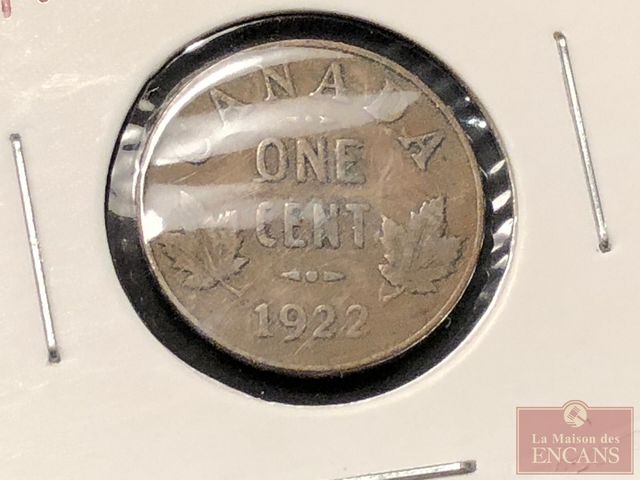 CANADA
ONE
CENT
1922
La Maison des
ENCANS